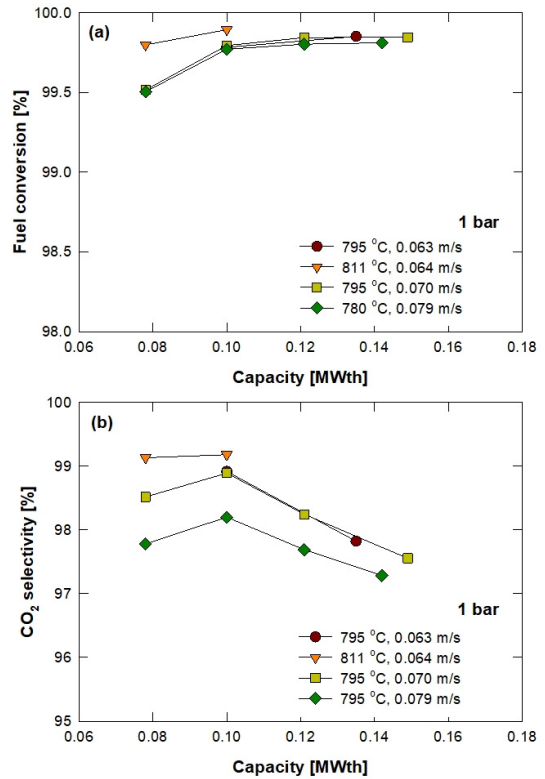 (a)
Fuel conversion [%]
100.0
99.5
99.0
98.5
98.0
1 bar
795 °C, 0.063 m/s
811 °C, 0.064 m/s
795 °C, 0.070 m/s
780 °C, 0.079 m/s
0.06 0.08 0.10 0.12 0.14 0.16 0.18
Capacity [MWth]
(b)
CO₂ selectivity [%]
100
99
98
97
96
95
1 bar
795 °C, 0.063 m/s
811 °C, 0.064 m/s
795 °C, 0.070 m/s
795 °C, 0.079 m/s
0.06 0.08 0.10 0.12 0.14 0.16 0.18
Capacity [MWth]